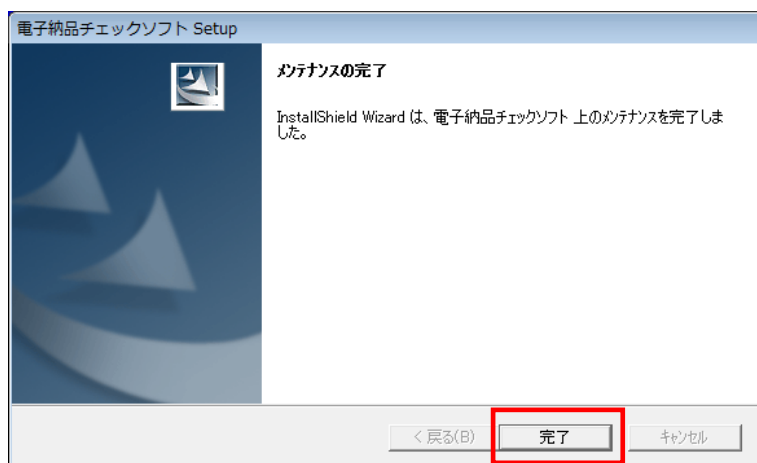 電子納品チェックソフト Setup
メンテナンスの完了
InstallShield Wizard は、電子納品チェックソフト 上のメンテナンスを完了しま
した。
< 戻る(B)
完了
キャンセル